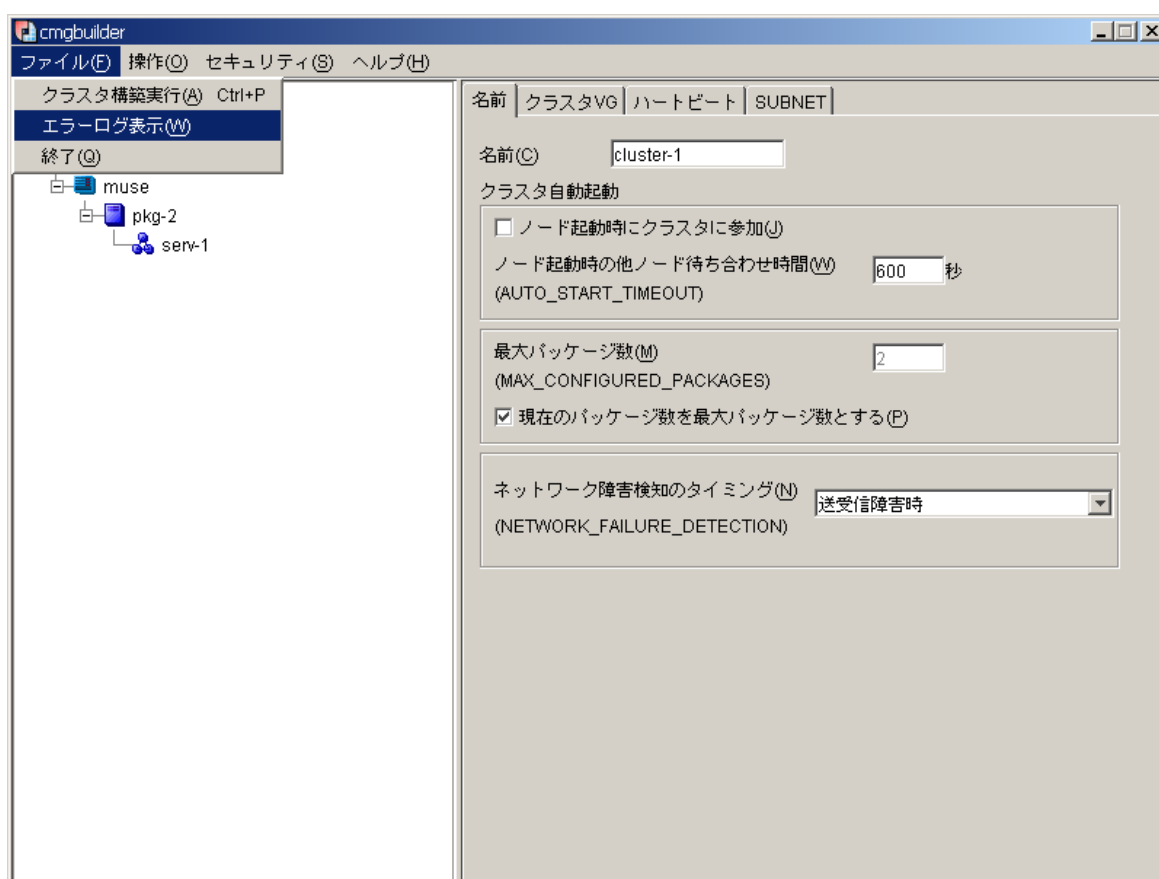 cmgbuilder
ファイル(F) 操作(O) セキュリティ(S) ヘルプ(H)
クラスタ構築実行(A) Ctrl+P
エラーログ表示(W)
終了(Q)
muse
pkg-2
serv-1
名前 クラスタVG ハートビート SUBNET
名前(C) cluster-1
クラスタ自動起動
ノード起動時にクラスタに参加(J)
ノード起動時の他ノード待ち合わせ時間(W) 600 秒
(AUTO_START_TIMEOUT)
最大パッケージ数(M) 2
(MAX_CONFIGURED_PACKAGES)
現在のパッケージ数を最大パッケージ数とする(P)
ネットワーク障害検知のタイミング(N) 送受信障害時
(NETWORK_FAILURE_DETECTION)